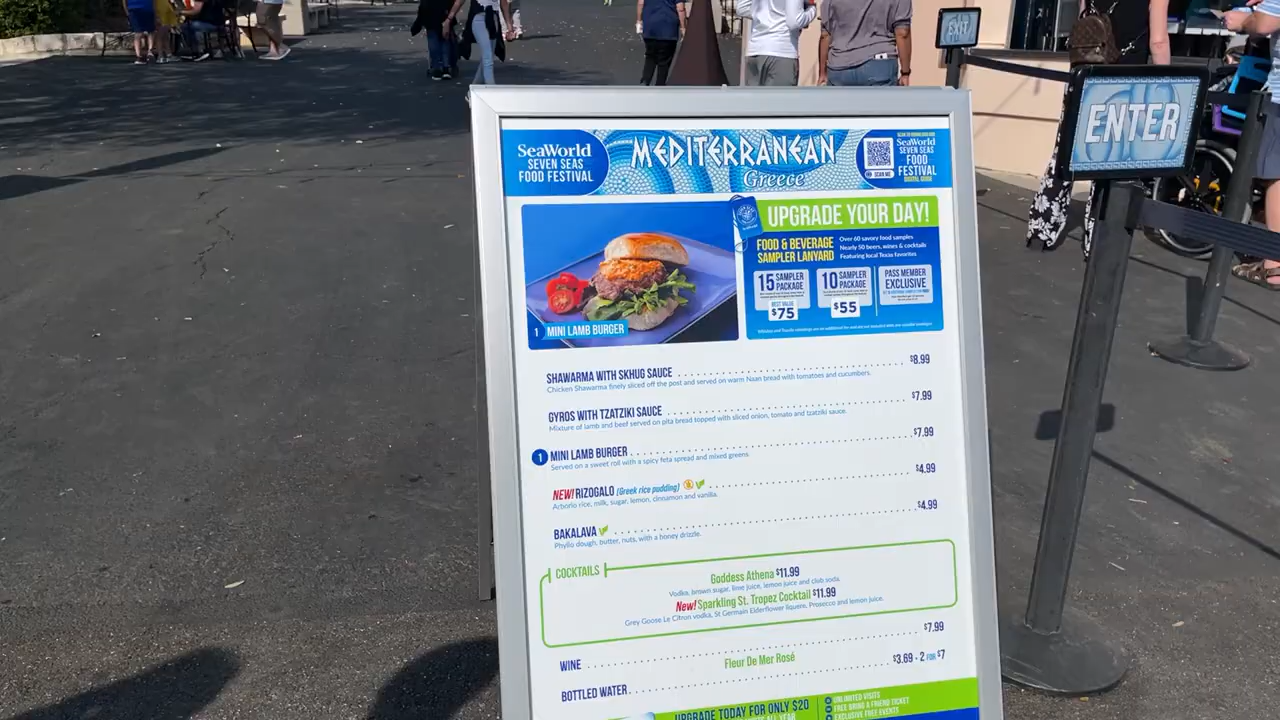 EXIT
ENTER
SeaWorld
SEVEN SEAS
FOOD FESTIVAL
MEDITERRANEAN
Greece
SCAN ME
SeaWorld
SEVEN SEAS
FOOD
FESTIVAL
DIGITAL GUIDE
1 MINI LAMB BURGER
UPGRADE YOUR DAY!
FOOD & BEVERAGE
SAMPLER LANYARD
Over 60 savory food samples
Nearly 50 beers, wines & cocktails
Featuring local
favorites
15 SAMPLER
PACKAGE
BEST VALUE
$75
10 SAMPLER
PACKAGE
$55
PASS MEMBER
EXCLUSIVE
SHAWARMA WITH SKHUG SAUCE $8.99
Chicken Shawarma finely sliced off the post and served on warm Naan bread with tomatoes and cucumbers.
GYROS WITH TZATZIKI SAUCE $7.99
Mixture of lamb and beef served on pita bread topped with sliced onion, tomato and tzatziki sauce.
1 MINI LAMB BURGER $7.99
Served on a sweet roll with a spicy feta spread and mixed greens.
NEW! RIZOGALO (Greek rice pudding) $4.99
Arborio rice, milk, sugar, lemon, cinnamon and vanilla.
BAKALAVA $4.99
Phyllo dough, butter, nuts, with a honey drizzle.
COCKTAILS
Goddess Athena $11.99
Vodka, brown sugar, lime juice, lemon juice and club soda.
New! Sparkling St. Tropez Cocktail $11.99
Grey Goose Le Citron vodka, St Germain Elderflower liquere, Prosecco and lemon juice.
WINE Fleur De Mer Rosé $7.99
BOTTLED WATER $3.69 - 2 FOR $7
UPGRADE TODAY FOR ONLY $20
ALL YEAR
UNLIMITED VISITS
FREE BRING A FRIEND TICKET
EXCLUSIVE FREE EVENTS